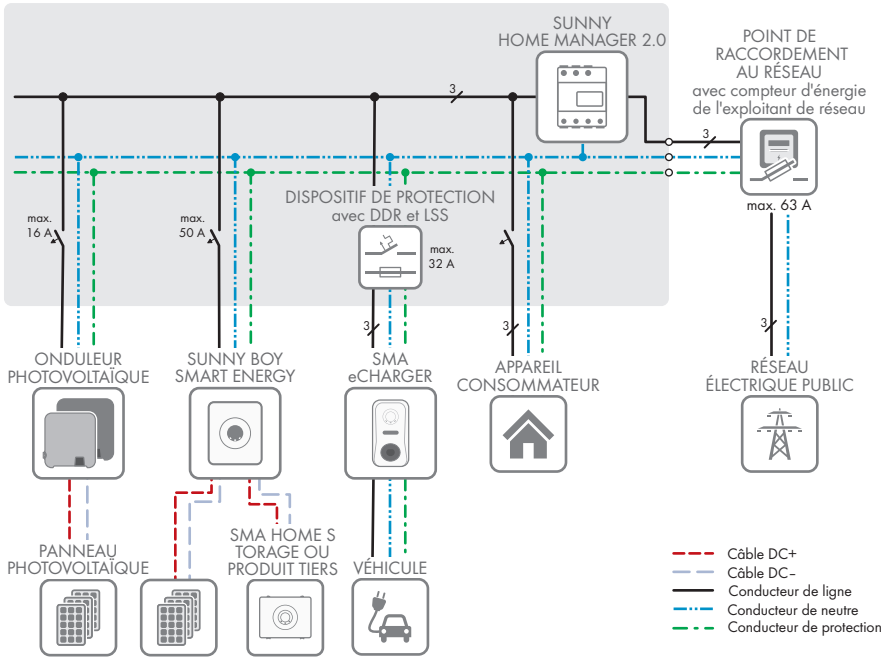 SUNNY
HOME MANAGER 2.0
POINT DE
RACCORDEMENT
AU RÉSEAU
avec compteur d'énergie
de l'exploitant de réseau
3
3
DISPOSITIF DE PROTECTION
avec DDR et LSS
max.
16 A
max.
50 A
max.
32 A
max. 63 A
3
3
3
ONDULEUR
PHOTOVOLTAÏQUE
SUNNY BOY
SMART ENERGY
SMA
eCHARGER
APPAREIL
CONSOMMATEUR
RÉSEAU
ÉLECTRIQUE PUBLIC
PANNEAU
PHOTOVOLTAÏQUE
SMA HOME S
TORAGE OU
PRODUIT TIERS
VÉHICULE
Câble DC+
Câble DC–
Conducteur de ligne
Conducteur de neutre
Conducteur de protection